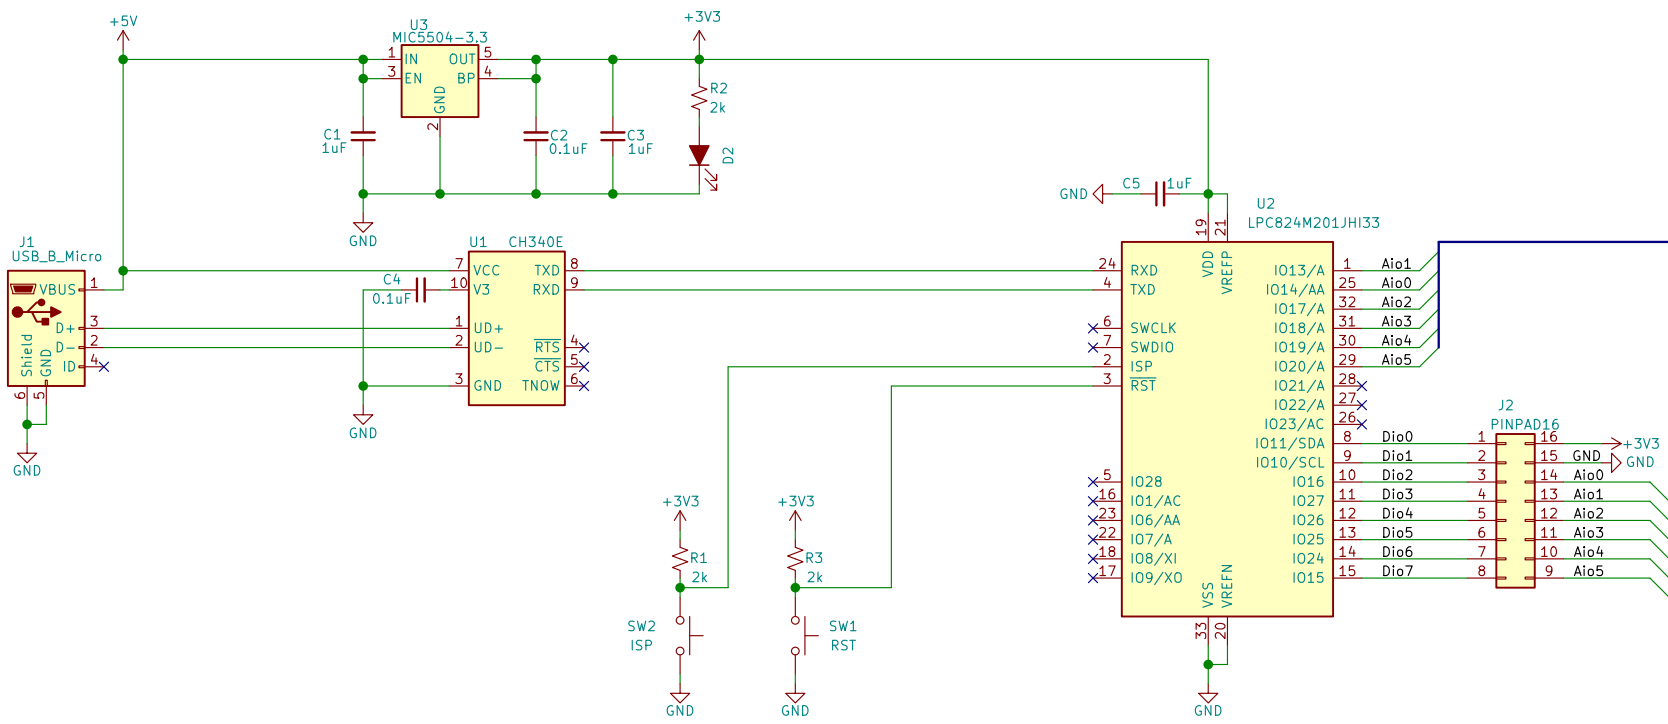 +5V
U3
MIC5504-3.3
1 IN OUT 5
3 EN BP 4
GND
2
C1
1uF
C2
0.1uF
C3
1uF
+3V3
R2
2k
D2
GND
J1
USB_B_Micro
VBUS 1
D+ 3
D- 2
ID 4
Shield
GND
6 5
GND
U1 CH340E
7 VCC TXD 8
10 V3 RXD 9
1 UD+
2 UD- RTS 4
CTS 5
3 GND TNOW 6
C4
0.1uF
GND
+3V3
R1
2k
SW2
ISP
GND
+3V3
R3
2k
SW1
RST
GND
GND C5 1uF
U2
LPC824M201JHI33
19 21
VDD VREFP
24 RXD
4 TXD
6 SWCLK
7 SWDIO
2 ISP
3 RST
5 IO28
16 IO1/AC
23 IO6/AA
22 IO7/A
18 IO8/XI
17 IO9/XO
IO13/A 1 Aio1
IO14/AA 25 Aio0
IO17/A 32 Aio2
IO18/A 31 Aio3
IO19/A 30 Aio4
IO20/A 29 Aio5
IO21/A 28
IO22/A 27
IO23/AC 26
IO11/SDA 8 Dio0
IO10/SCL 9 Dio1
IO16 10 Dio2
IO27 11 Dio3
IO26 12 Dio4
IO25 13 Dio5
IO24 14 Dio6
IO15 15 Dio7
VSS VREFN
33 20
GND
J2
PINPAD16
1 16 +3V3
2 15 GND GND
3 14 Aio0
4 13 Aio1
5 12 Aio2
6 11 Aio3
7 10 Aio4
8 9 Aio5